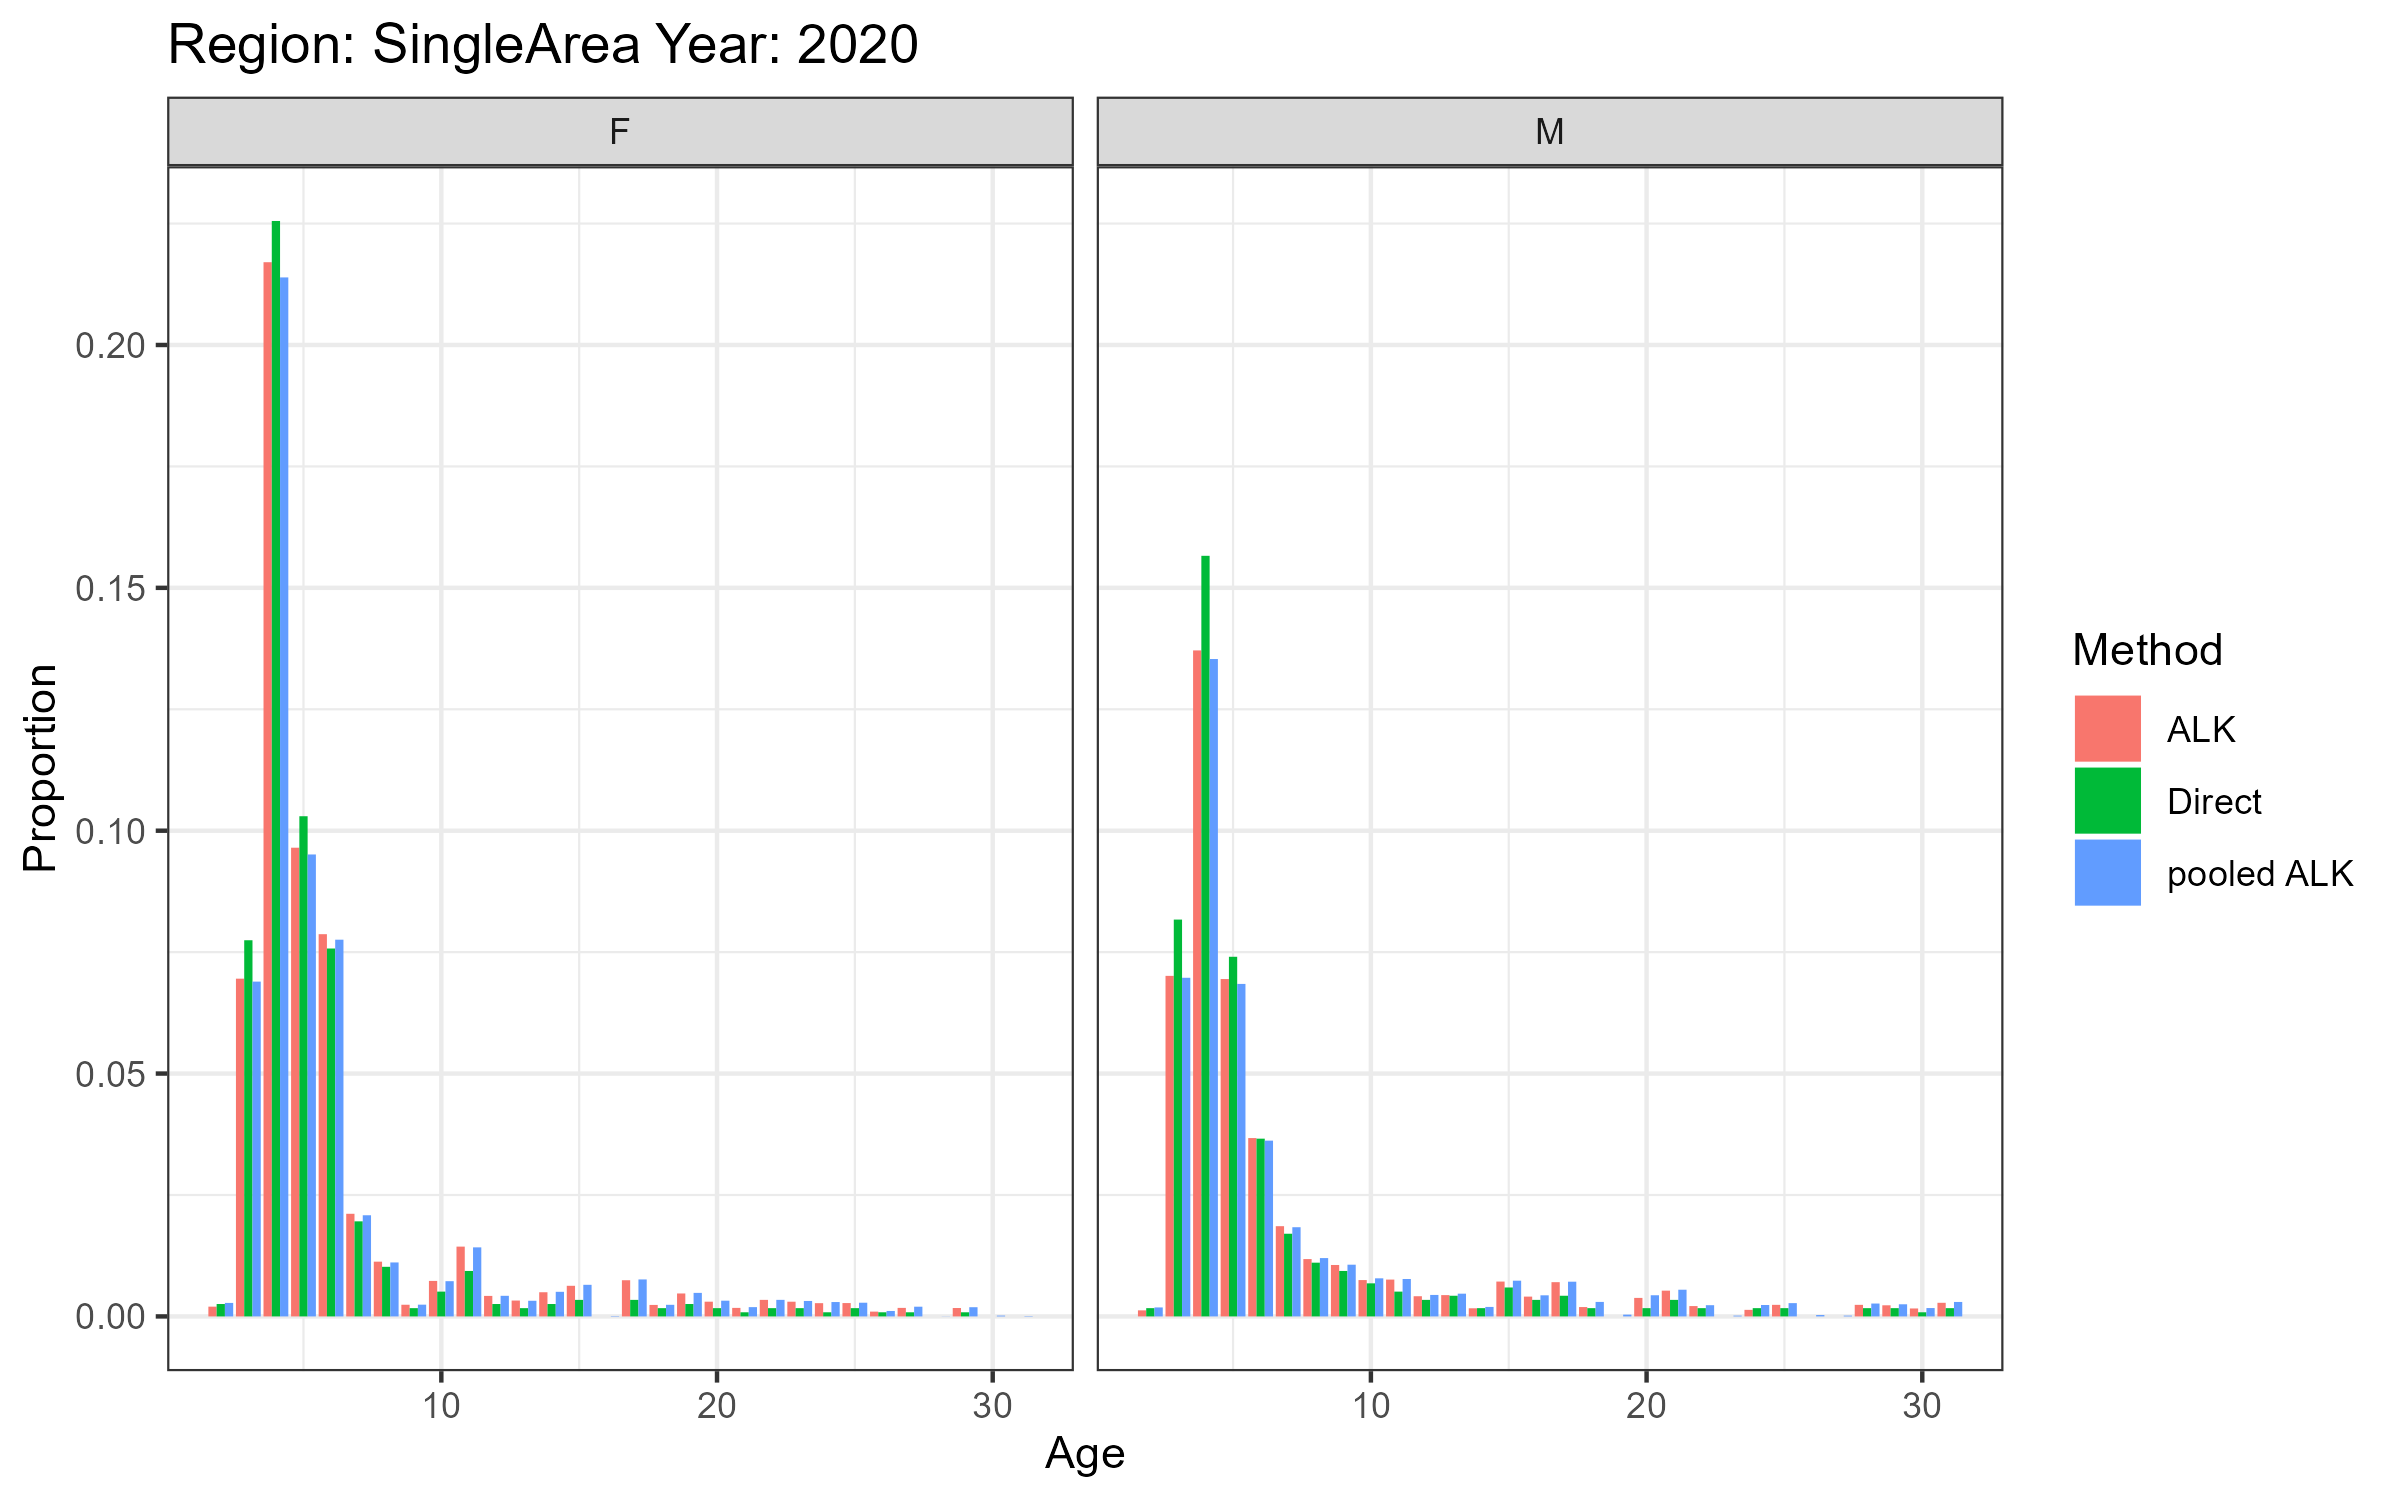 Region: SingleArea Year: 2020
F
M
Proportion
0.20
0.15
0.10
0.05
0.00
10
20
30
10
20
30
Age
Method
ALK
Direct
pooled ALK